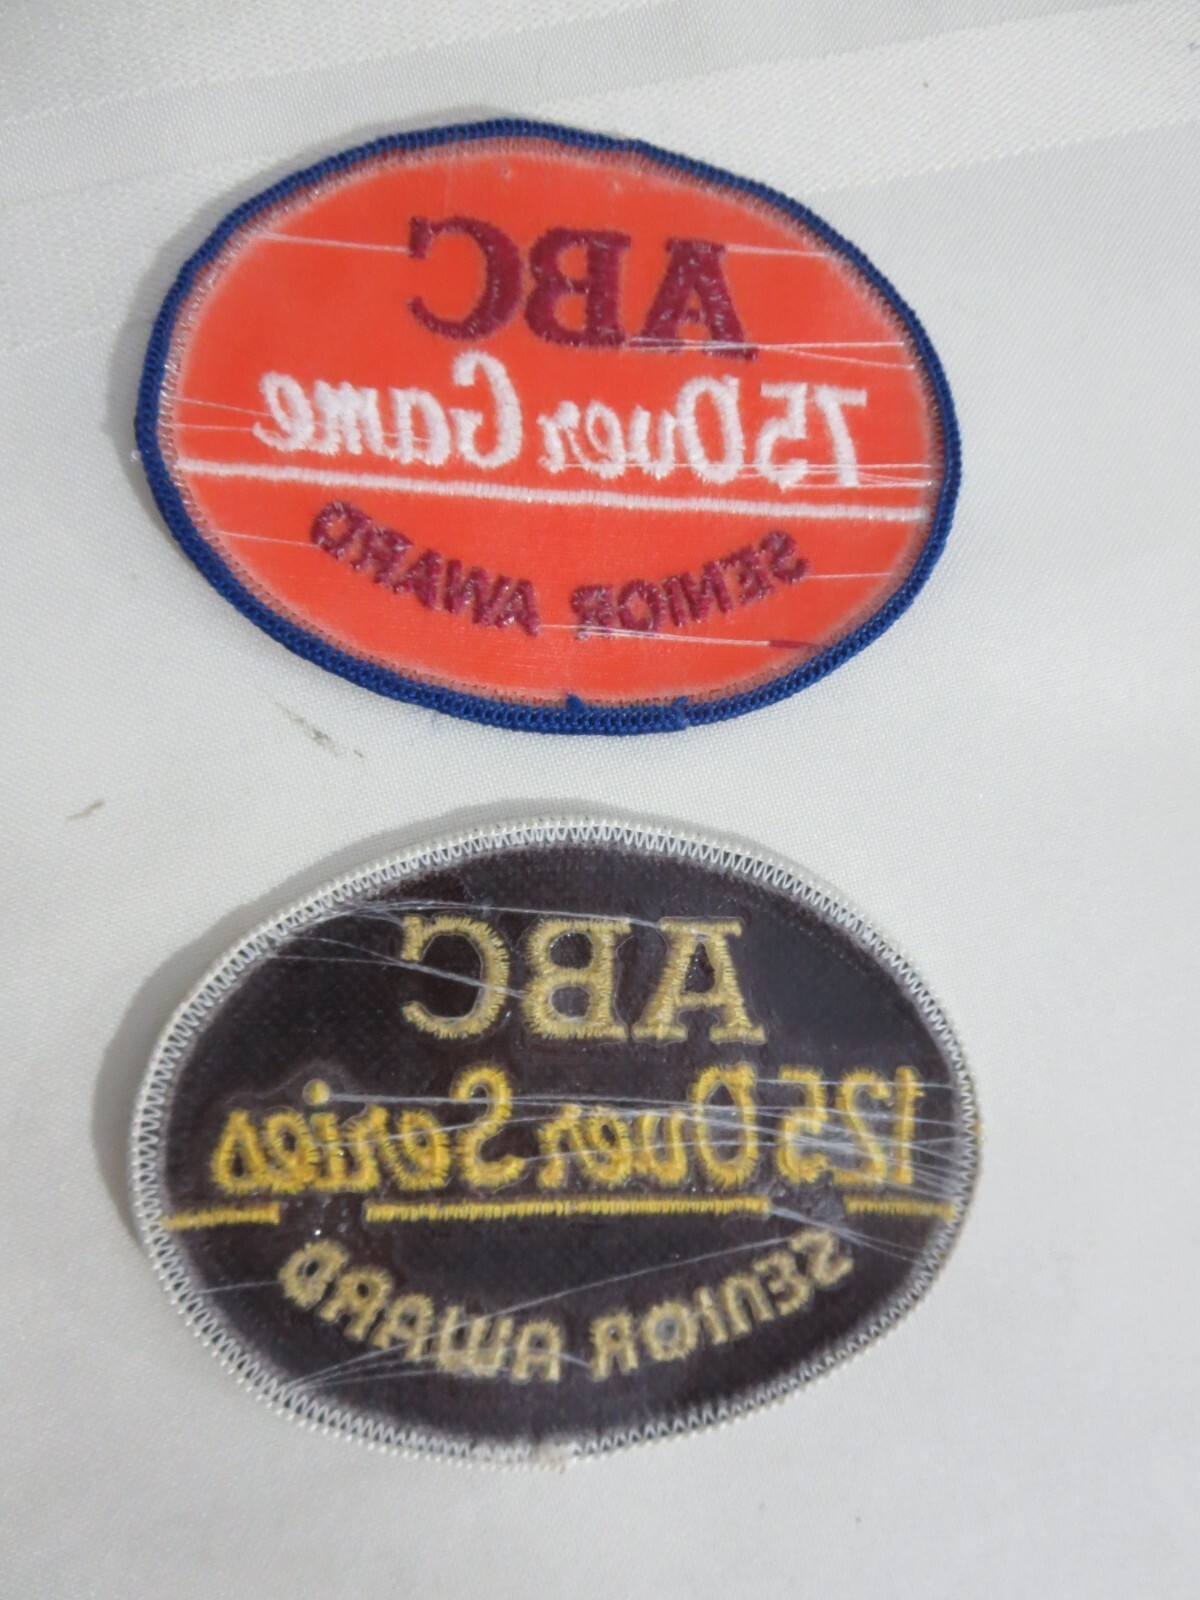 ABC
75 Over Game
SENIOR AWARD
ABC
125 Over Series
SENIOR AWARD